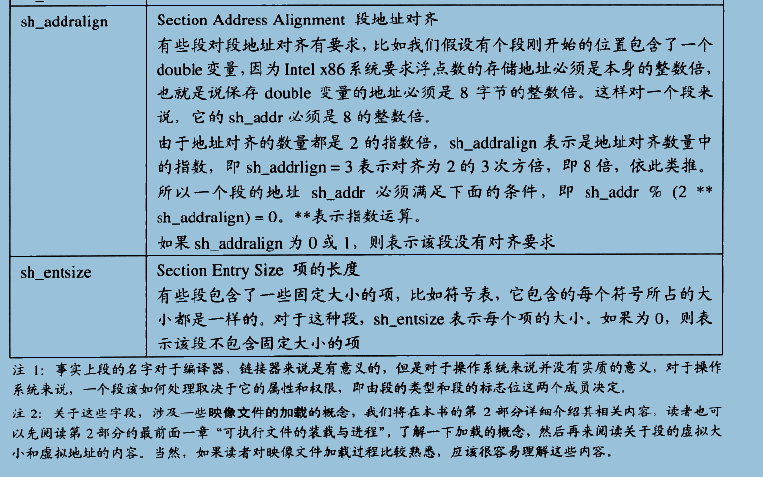 sh_addralign
Section Address Alignment 段地址对齐
有些段对段地址对齐有要求，比如我们假设有个段刚开始的位置包含了一个
double 变量，因为 Intel x86 系统要求浮点数的存储地址必须是本身的整数倍，
也就是说保存 double 变量的地址必须是 8 字节的整数倍。这样对一个段来
说，它的 sh_addr 必须是 8 的整数倍。
由于地址对齐的数量都是 2 的指数倍，sh_addralign 表示是地址对齐数量中
的指数，即 sh_addrlign = 3 表示对齐为 2 的 3 次方倍，即 8 倍，依此类推。
所以一个段的地址 sh_addr 必须满足下面的条件，即 sh_addr % (2 **
sh_addralign) = 0。**表示指数运算。
如果 sh_addralign 为 0 或 1，则表示该段没有对齐要求
sh_entsize
Section Entry Size 项的长度
有些段包含了一些固定大小的项，比如符号表，它包含的每个符号所占的大
小都是一样的。对于这种段，sh_entsize 表示每个项的大小。如果为 0，则表
示该段不包含固定大小的项
注 1：事实上段的名字对于编译器、链接器来说是有意义的，但是对于操作系统来说并没有实质的意义，对于操作
系统来说，一个段该如何处理取决于它的属性和权限，即由段的类型和段的标志位这两个成员决定。
注 2：关于这些字段，涉及一些映像文件的加载的概念，我们将在本书的第 2 部分详细介绍其相关内容，读者也可
以先阅读第 2 部分的最前面一章“可执行文件的装载与进程”，了解一下加载的概念，然后再来阅读关于段的虚拟大
小和虚拟地址的内容。当然，如果读者对映像文件加载过程比较熟悉，应该很容易理解这些内容。